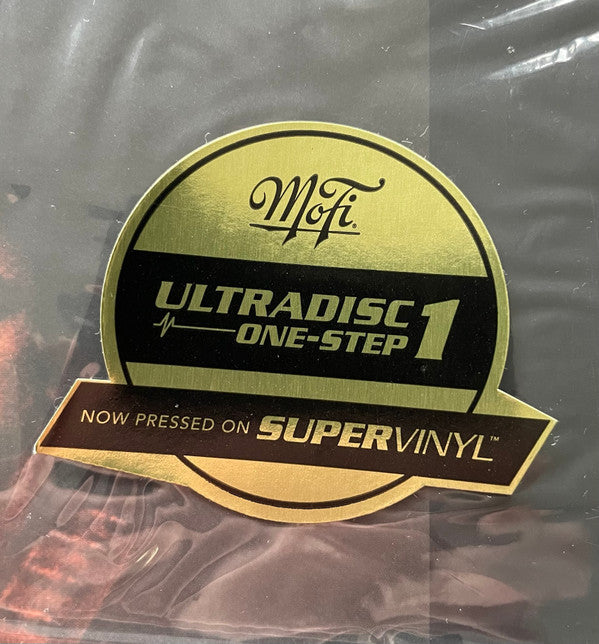 MoFi®
ULTRADISC 1
ONE-STEP
NOW PRESSED ON SUPERVINYL™